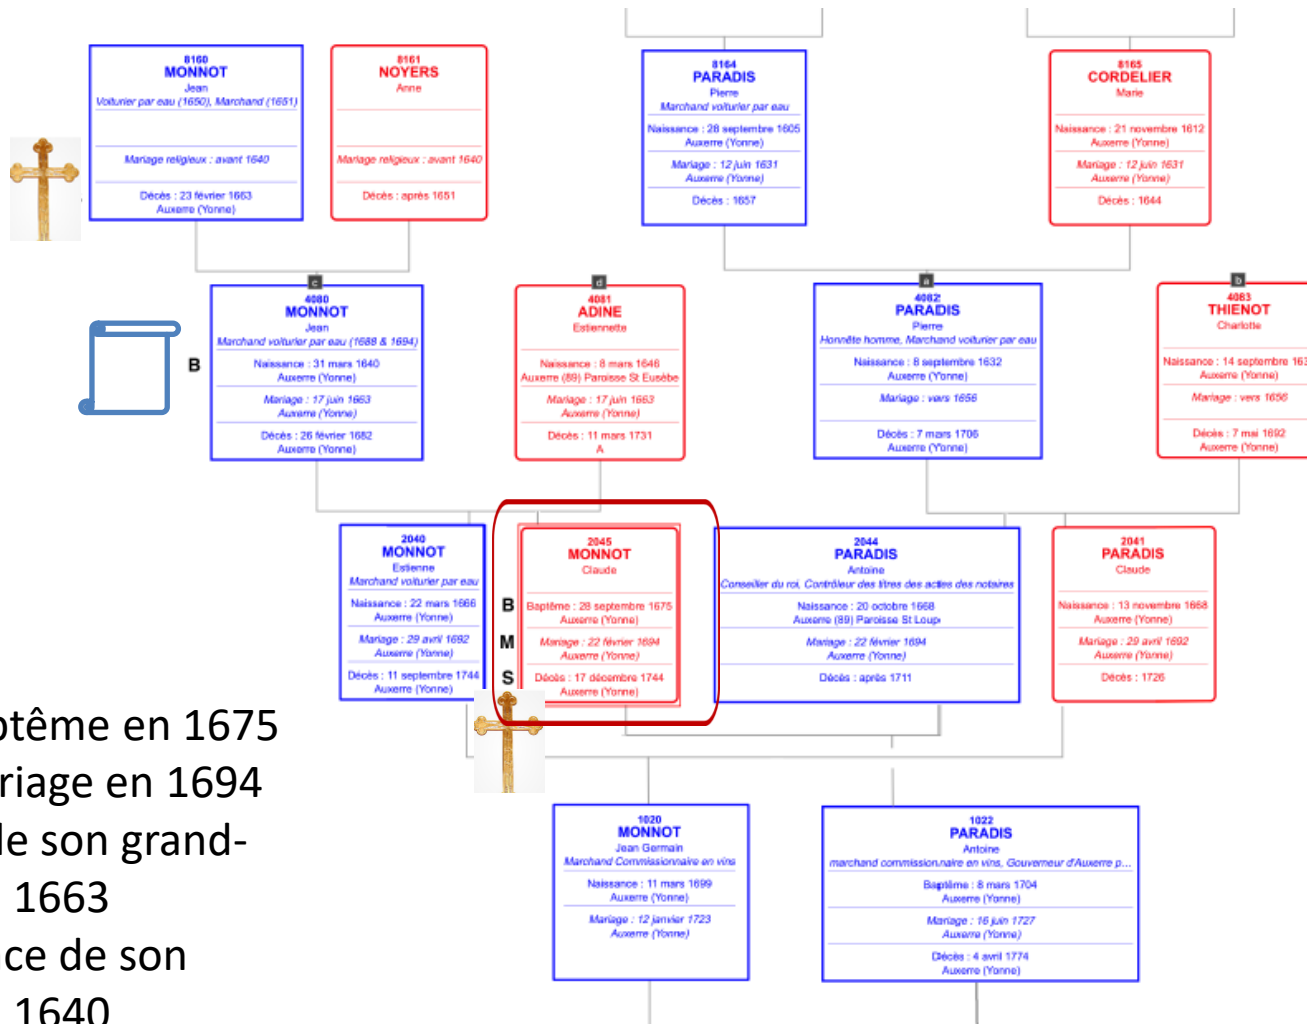 8160
MONNOT
Jean
Voiturier par eau (1650), Marchand (1651)
Mariage religieux : avant 1640
Décès : 23 février 1663
Auxerre (Yonne)
8161
NOYERS
Anne
Mariage religieux : avant 1640
Décès : après 1651
8164
PARADIS
Pierre
Marchand voiturier par eau
Naissance : 28 septembre 1605
Auxerre (Yonne)
Mariage : 12 juin 1631
Auxerre (Yonne)
Décès : 1657
8165
CORDELIER
Marie
Naissance : 21 novembre 1612
Auxerre (Yonne)
Mariage : 12 juin 1631
Auxerre (Yonne)
Décès : 1644
B
c
4080
MONNOT
Jean
Marchand voiturier par eau (1688 & 1694)
Naissance : 31 mars 1640
Auxerre (Yonne)
Mariage : 17 juin 1663
Auxerre (Yonne)
Décès : 26 février 1682
Auxerre (Yonne)
d
4081
ADINE
Estiennette
Naissance : 8 mars 1646
Auxerre (89) Paroisse St Eusèbe
Mariage : 17 juin 1663
Auxerre (Yonne)
Décès : 11 mars 1731
A
a
4082
PARADIS
Pierre
Honnête homme, Marchand voiturier par eau
Naissance : 8 septembre 1632
Auxerre (Yonne)
Mariage : vers 1656
Décès : 7 mars 1706
Auxerre (Yonne)
b
4083
THIENOT
Charlotte
Naissance : 14 septembre 163
Auxerre (Yonne)
Mariage : vers 1656
Décès : 7 mai 1692
Auxerre (Yonne)
2040
MONNOT
Estienne
Marchand voiturier par eau
Naissance : 22 mars 1666
Auxerre (Yonne)
Mariage : 29 avril 1692
Auxerre (Yonne)
Décès : 11 septembre 1744
Auxerre (Yonne)
B
M
S
2045
MONNOT
Claude
Baptême : 28 septembre 1675
Auxerre (Yonne)
Mariage : 22 février 1694
Auxerre (Yonne)
Décès : 17 décembre 1744
Auxerre (Yonne)
2044
PARADIS
Antoine
Conseiller du roi, Contrôleur des titres des actes des notaires
Naissance : 20 octobre 1668
Auxerre (89) Paroisse St Loup
Mariage : 22 février 1694
Auxerre (Yonne)
Décès : après 1711
2041
PARADIS
Claude
Naissance : 13 novembre 1668
Auxerre (Yonne)
Mariage : 29 avril 1692
Auxerre (Yonne)
Décès : 1726
ptême en 1675
riage en 1694
de son grand-
1663
ce de son
1640
1020
MONNOT
Jean Germain
Marchand Commissionnaire en vins
Naissance : 11 mars 1699
Auxerre (Yonne)
Mariage : 12 janvier 1723
Auxerre (Yonne)
1022
PARADIS
Antoine
marchand commissionnaire en vins, Gouverneur d'Auxerre p...
Baptême : 8 mars 1704
Auxerre (Yonne)
Mariage : 16 juin 1727
Auxerre (Yonne)
Décès : 4 avril 1774
Auxerre (Yonne)